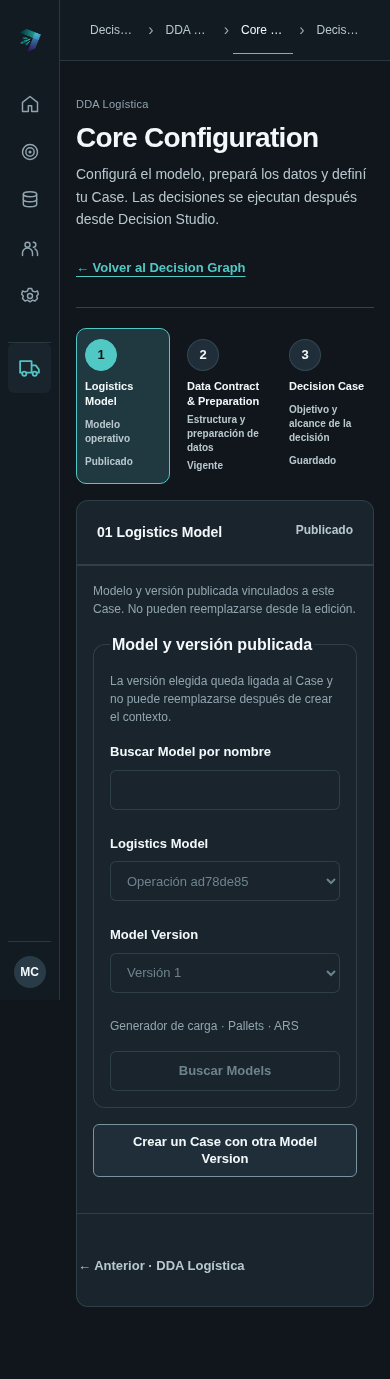 Decis… › DDA … › Core … › Decis…
DDA Logística
Core Configuration
Configurá el modelo, prepará los datos y definí
tu Case. Las decisiones se ejecutan después
desde Decision Studio.
← Volver al Decision Graph
1
Logistics
Model
Modelo
operativo
Publicado
2
Data Contract
& Preparation
Estructura y
preparación de
datos
Vigente
3
Decision Case
Objetivo y
alcance de la
decisión
Guardado
01 Logistics Model
Publicado
Modelo y versión publicada vinculados a este
Case. No pueden reemplazarse desde la edición.
Model y versión publicada
La versión elegida queda ligada al Case y
no puede reemplazarse después de crear
el contexto.
Buscar Model por nombre
Logistics Model
Operación ad78de85
Model Version
Versión 1
Generador de carga · Pallets · ARS
Buscar Models
Crear un Case con otra Model
Version
← Anterior · DDA Logística
MC